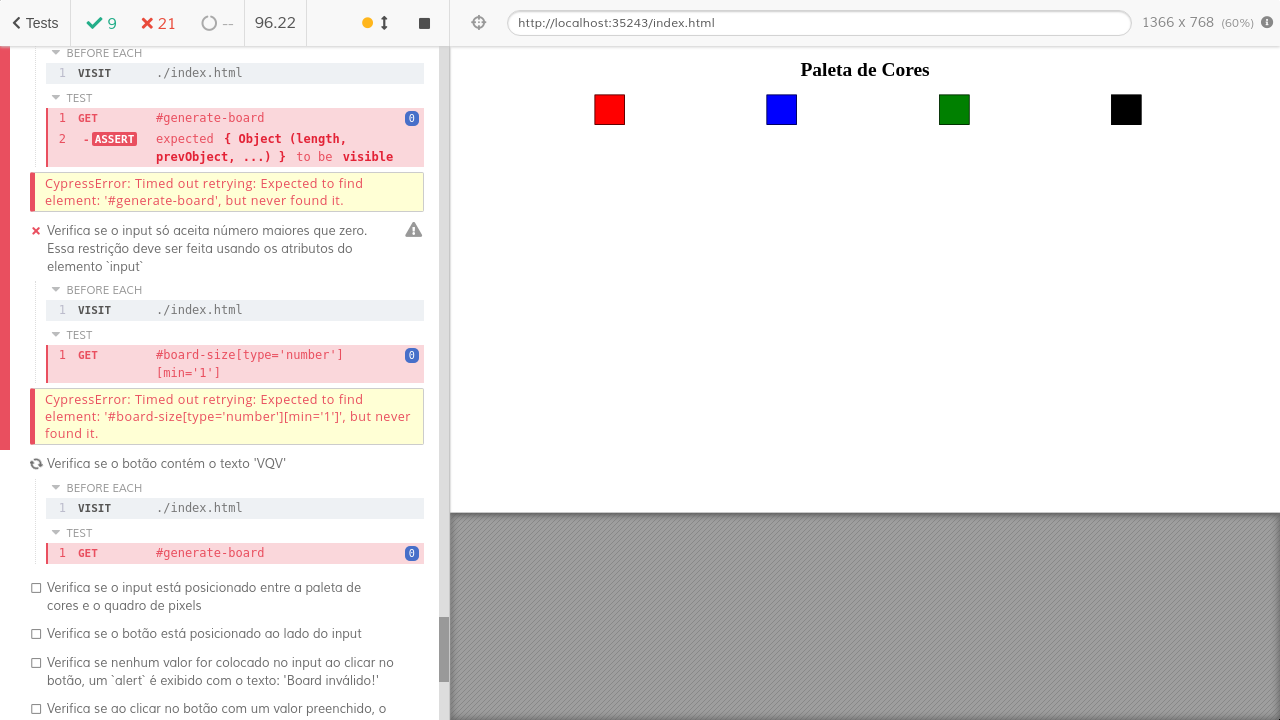 Tests
9
21
--
96.22
http://localhost:35243/index.html
1366 x 768 (60%)
BEFORE EACH
1 VISIT ./index.html
TEST
1 GET #generate-board 0
2 -ASSERT expected { Object (length,
prevObject, ...) } to be visible
CypressError: Timed out retrying: Expected to find
element: '#generate-board', but never found it.
Verifica se o input só aceita número maiores que zero.
Essa restrição deve ser feita usando os atributos do
elemento `input`
BEFORE EACH
1 VISIT ./index.html
TEST
1 GET #board-size[type='number'] 0
[min='1']
CypressError: Timed out retrying: Expected to find
element: '#board-size[type='number'][min='1']', but never
found it.
Verifica se o botão contém o texto 'VQV'
BEFORE EACH
1 VISIT ./index.html
TEST
1 GET #generate-board 0
Verifica se o input está posicionado entre a paleta de
cores e o quadro de pixels
Verifica se o botão está posicionado ao lado do input
Verifica se nenhum valor for colocado no input ao clicar no
botão, um `alert` é exibido com o texto: 'Board inválido!'
Verifica se ao clicar no botão com um valor preenchido, o
Paleta de Cores